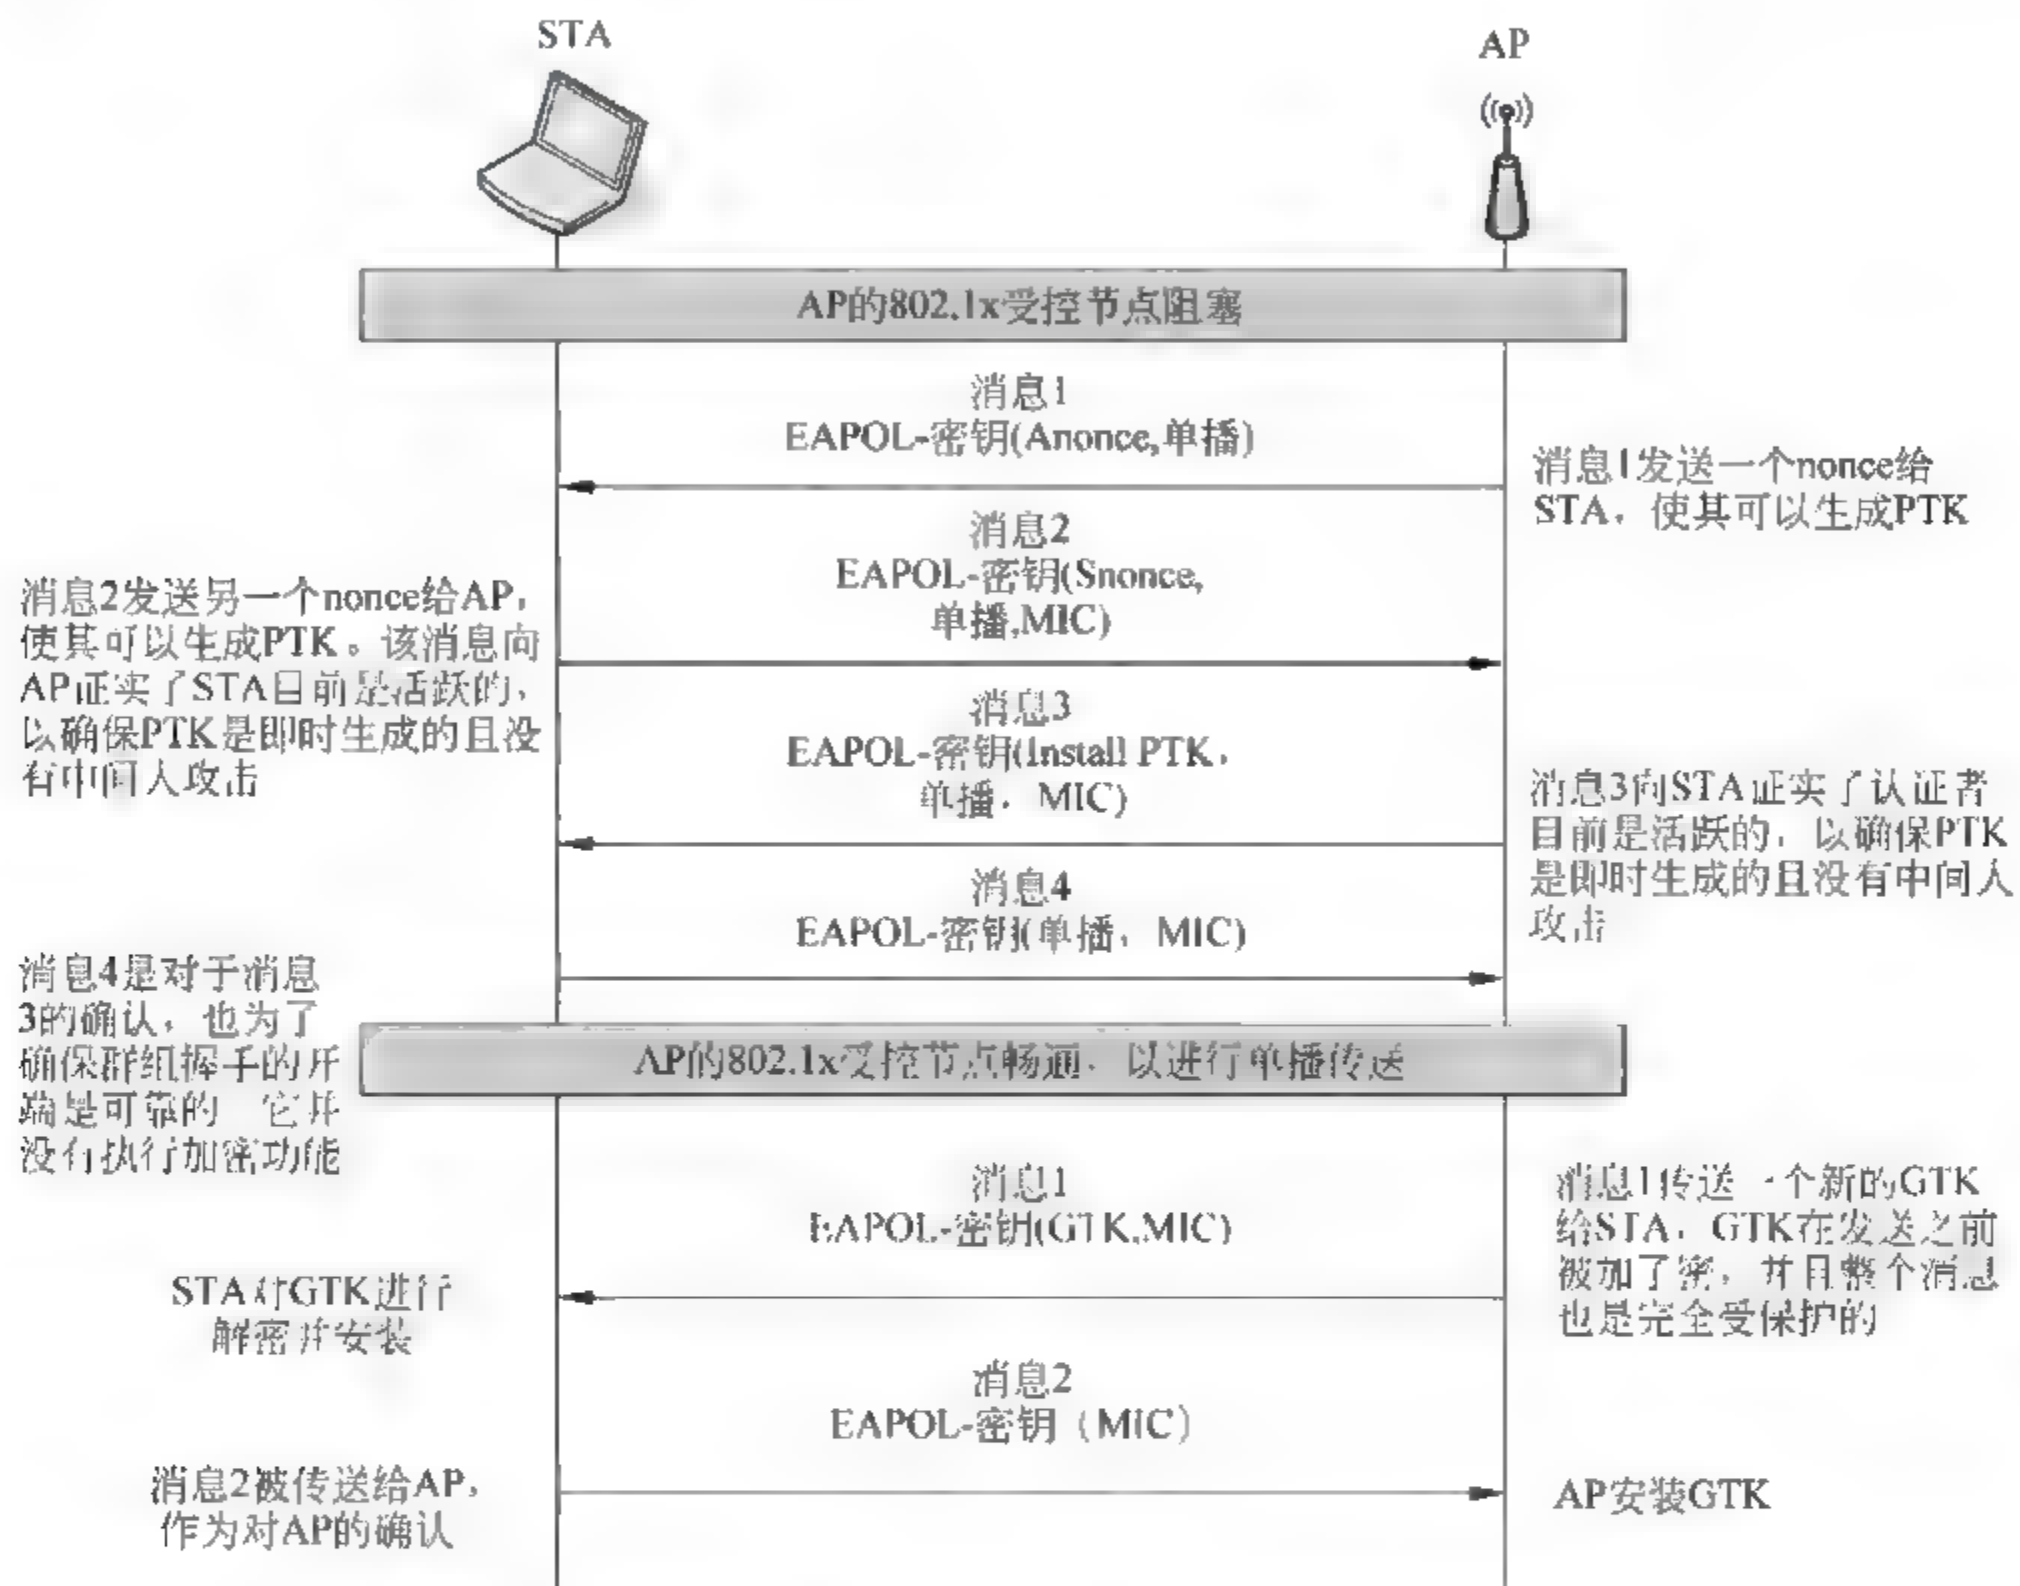 STA
AP
AP的802.1x受控节点阻塞
消息1
EAPOL-密钥(Anonce,单播)
消息1发送一个nonce给
STA，使其可以生成PTK
消息2
EAPOL-密钥(Snonce,
单播,MIC)
消息2发送另一个nonce给AP，
使其可以生成PTK。该消息向
AP证实了STA目前是活跃的，
以确保PTK是即时生成的且没
有中间人攻击
消息3
EAPOL-密钥(Install PTK，
单播，MIC)
消息3向STA证实了认证者
目前是活跃的，以确保PTK
是即时生成的且没有中间人
攻击
消息4
EAPOL-密钥(单播，MIC)
消息4是对于消息
3的确认，也为了
确保群组握手的开
端是可靠的 它并
没有执行加密功能
AP的802.1x受控节点畅通，以进行单播传送
消息1
EAPOL-密钥(GTK,MIC)
消息1传送一个新的GTK
给STA，GTK在发送之前
被加了密，并且整个消息
也是完全受保护的
STA对GTK进行
解密并安装
消息2
EAPOL-密钥（MIC）
消息2被传送给AP，
作为对AP的确认
AP安装GTK